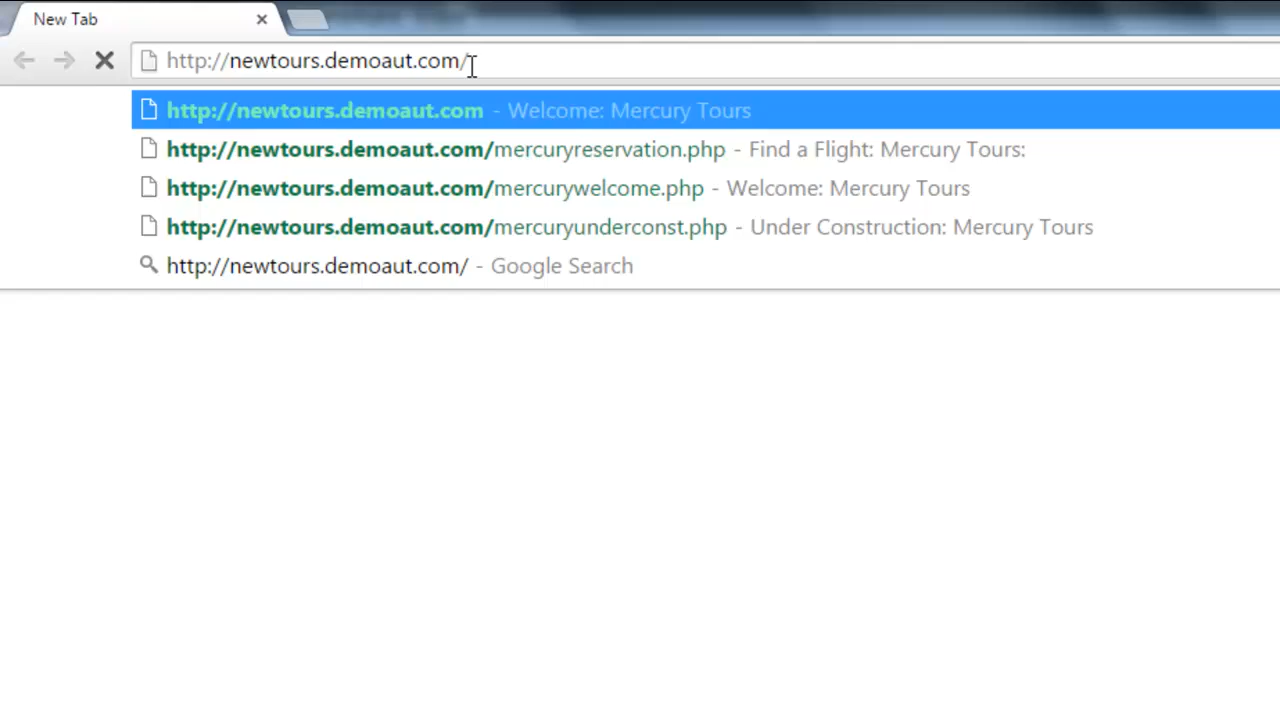 New Tab
http://newtours.demoaut.com/
http://newtours.demoaut.com - Welcome: Mercury Tours
http://newtours.demoaut.com/mercuryreservation.php - Find a Flight: Mercury Tours:
http://newtours.demoaut.com/mercurywelcome.php - Welcome: Mercury Tours
http://newtours.demoaut.com/mercuryunderconst.php - Under Construction: Mercury Tours
http://newtours.demoaut.com/ - Google Search